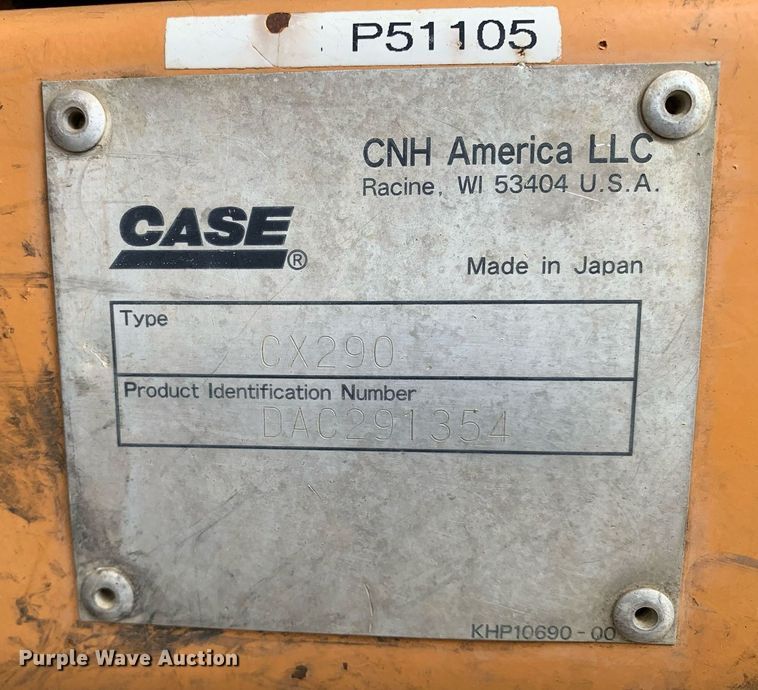 P51105
CNH America LLC
Racine, WI 53404 U.S.A.
CASE®
Made in Japan
Type
CX290
Product Identification Number
DAC291354
KHP10690-00
Purple Wave Auction